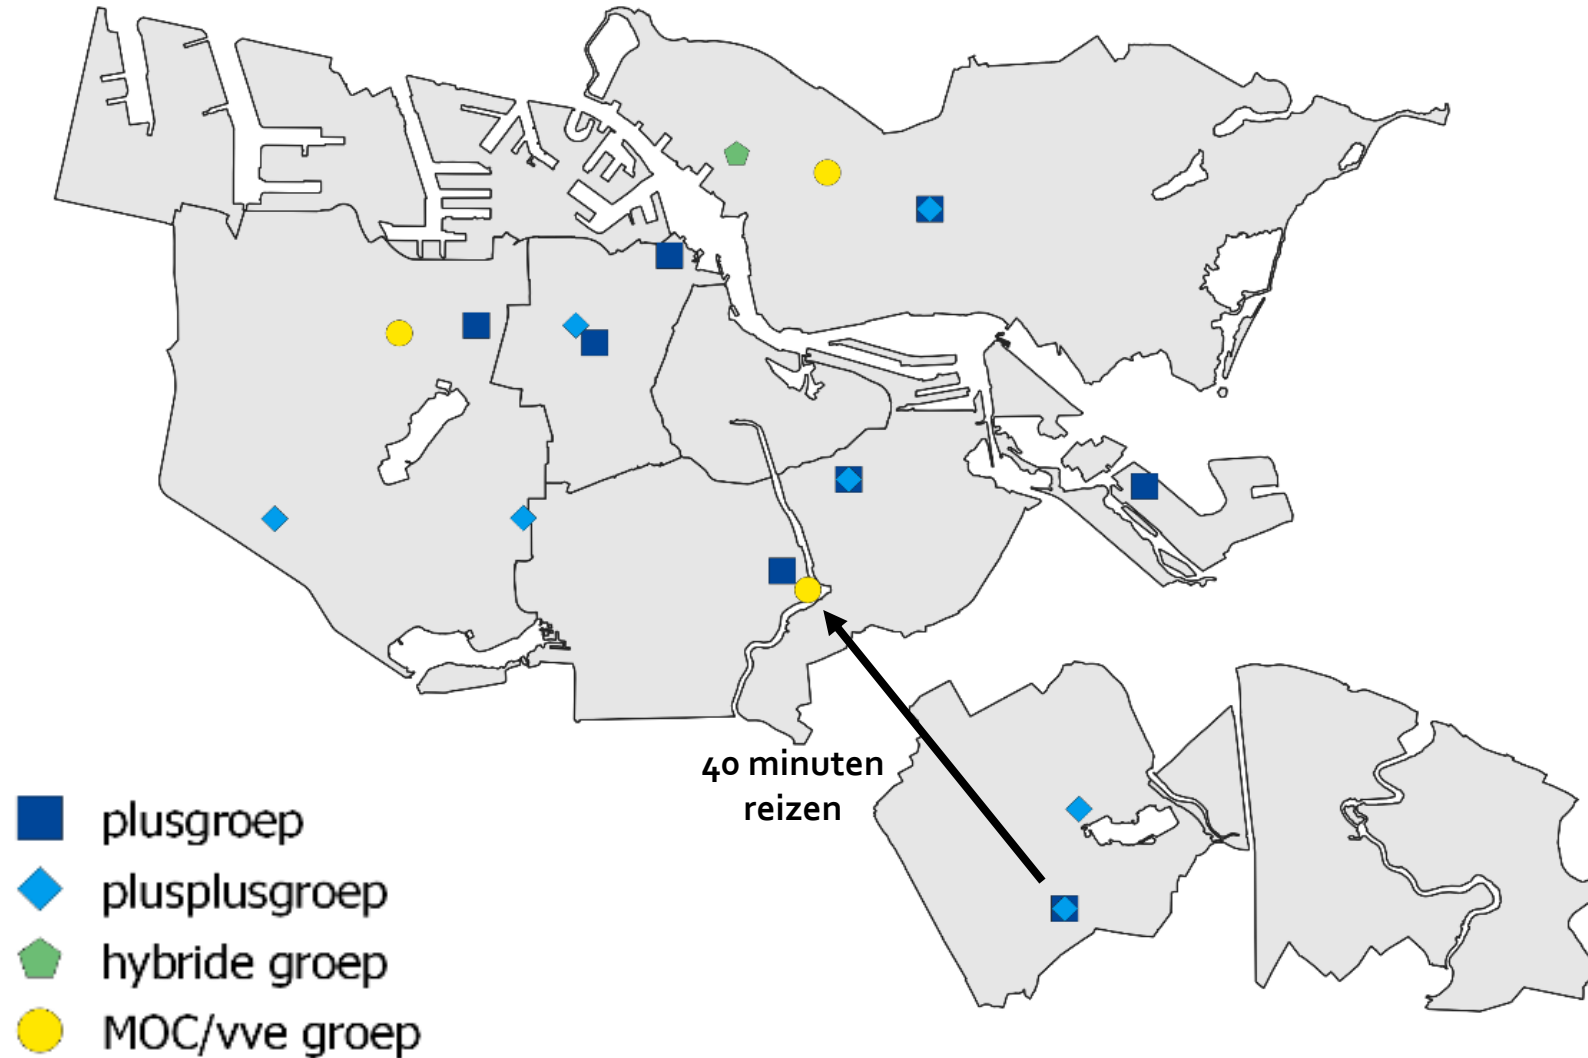 40 minuten
reizen
plusgroep
plusplusgroep
hybride groep
MOC/vve groep